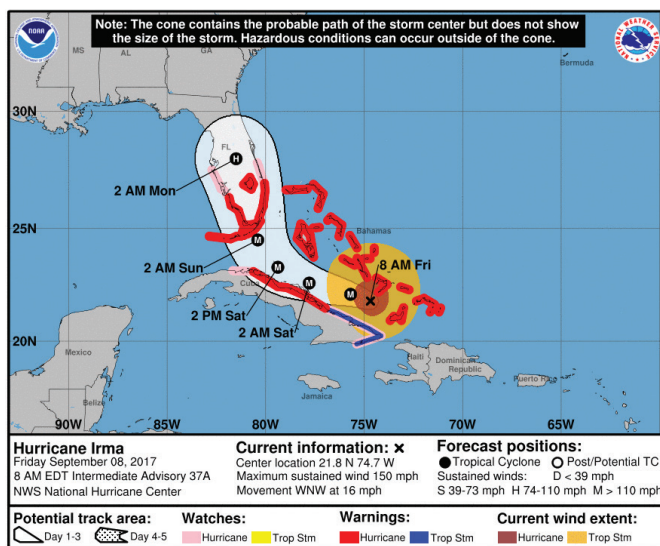 Note: The cone contains the probable path of the storm center but does not show
the size of the storm. Hazardous conditions can occur outside of the cone.
NOAA
NATIONAL WEATHER SERVICE
MS
AL
GA
Bermuda
30N
FL
H
2 AM Mon
25N
Bahamas
M
8 AM Fri
2 AM Sun
M
M
Cuba
M
2 PM Sat
2 AM Sat
20N
Mexico
Haiti
Dominican
Republic
Puerto
Jamaica
Belize
90W
85W
80W
75W
70W
65W
Hurricane Irma
Friday September 08, 2017
8 AM EDT Intermediate Advisory 37A
NWS National Hurricane Center
Current information: ×
Center location 21.8 N 74.7 W
Maximum sustained wind 150 mph
Movement WNW at 16 mph
Forecast positions:
Tropical Cyclone Post/Potential TC
Sustained winds: D < 39 mph
S 39-73 mph H 74-110 mph M > 110 mph
Potential track area:
Day 1-3 Day 4-5
Watches:
Hurricane Trop Stm
Warnings:
Hurricane Trop Stm
Current wind extent:
Hurricane Trop Stm